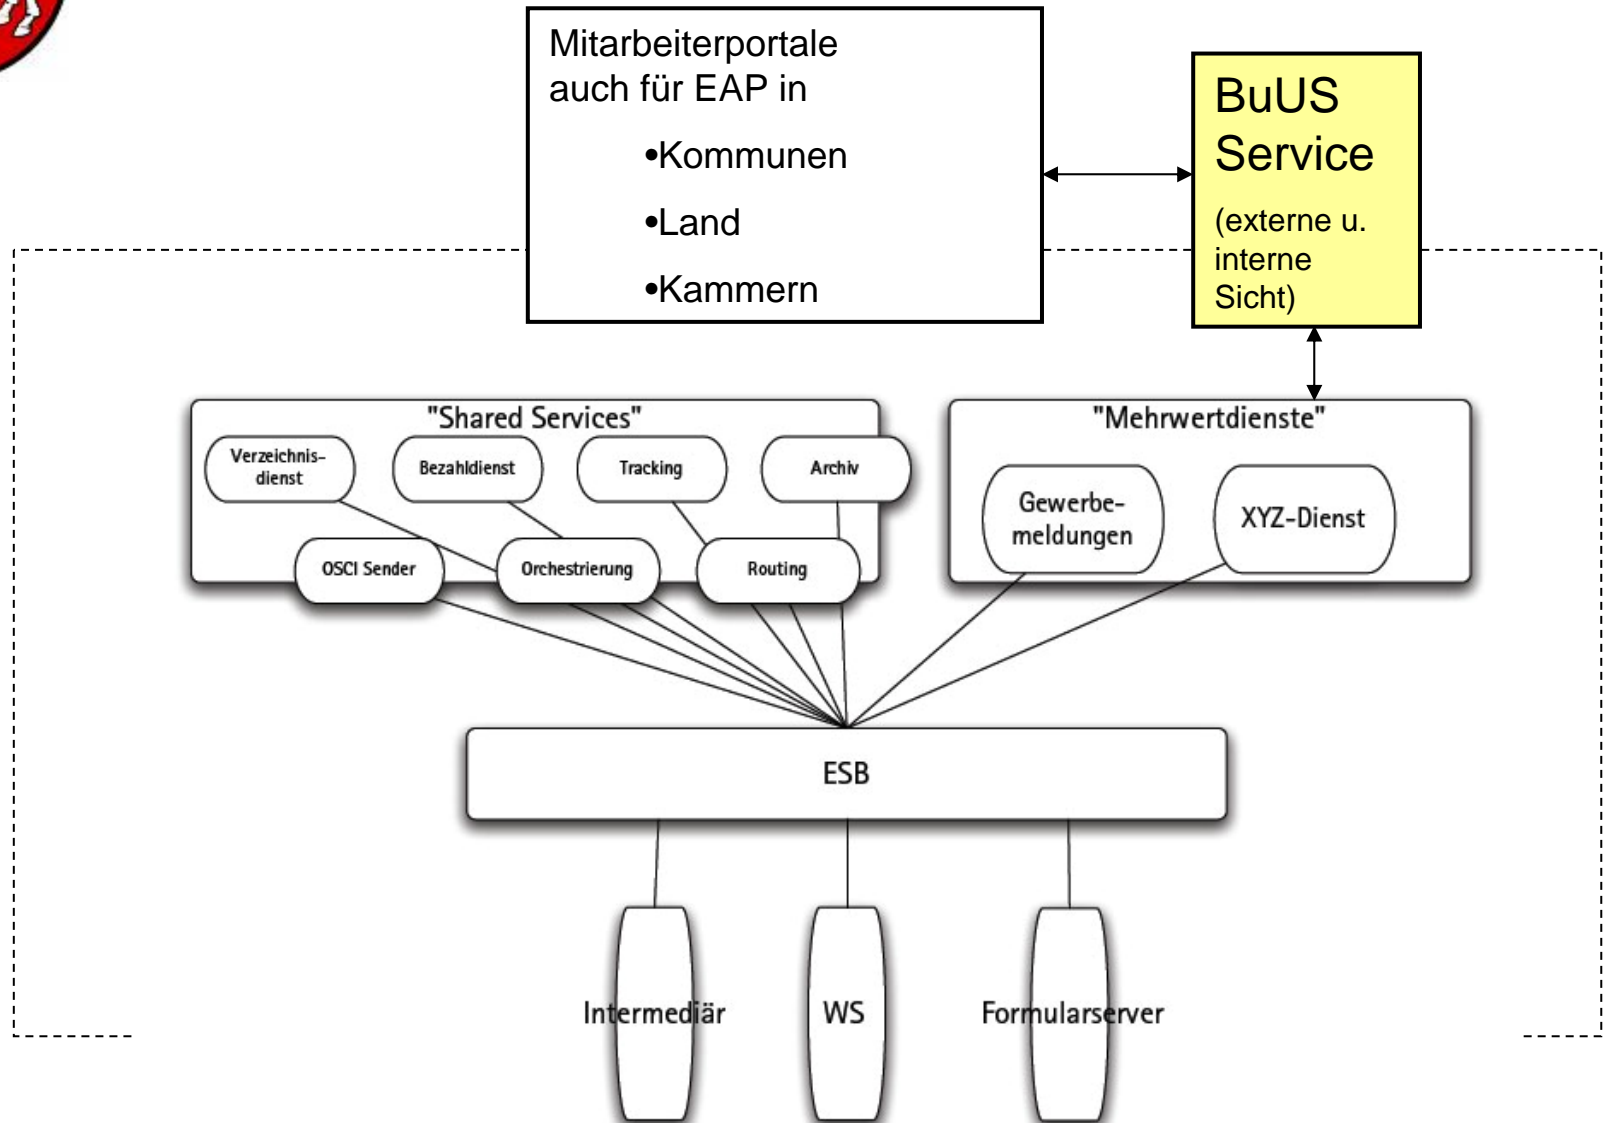 Mitarbeiterportale
auch für EAP in
•Kommunen
•Land
•Kammern
BuUS
Service
(externe u.
interne
Sicht)
"Shared Services"
Verzeichnis-
dienst
Bezahldienst
Tracking
Archiv
OSCI Sender
Orchestrierung
Routing
"Mehrwertdienste"
Gewerbe-
meldungen
XYZ-Dienst
ESB
Intermediär
WS
Formularserver